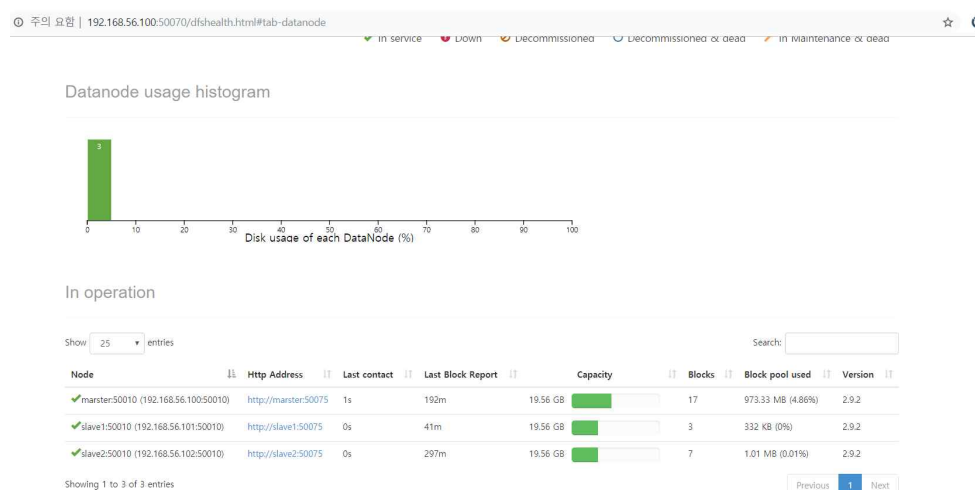 주의 요함 | 192.168.56.100:50070/dfshealth.html#tab-datanode
In service Down Decommissioned Decommissioned & dead In Maintenance & dead
Datanode usage histogram
3
0 10 20 30 40 50 60 70 80 90 100
Disk usage of each DataNode (%)
In operation
Show 25 entries Search:
Node Http Address Last contact Last Block Report Capacity Blocks Block pool used Version
marster:50010 (192.168.56.100:50010) http://marster:50075 1s 192m 19.56 GB 17 973.33 MB (4.86%) 2.9.2
slave1:50010 (192.168.56.101:50010) http://slave1:50075 0s 41m 19.56 GB 3 332 KB (0%) 2.9.2
slave2:50010 (192.168.56.102:50010) http://slave2:50075 0s 297m 19.56 GB 7 1.01 MB (0.01%) 2.9.2
Showing 1 to 3 of 3 entries Previous 1 Next